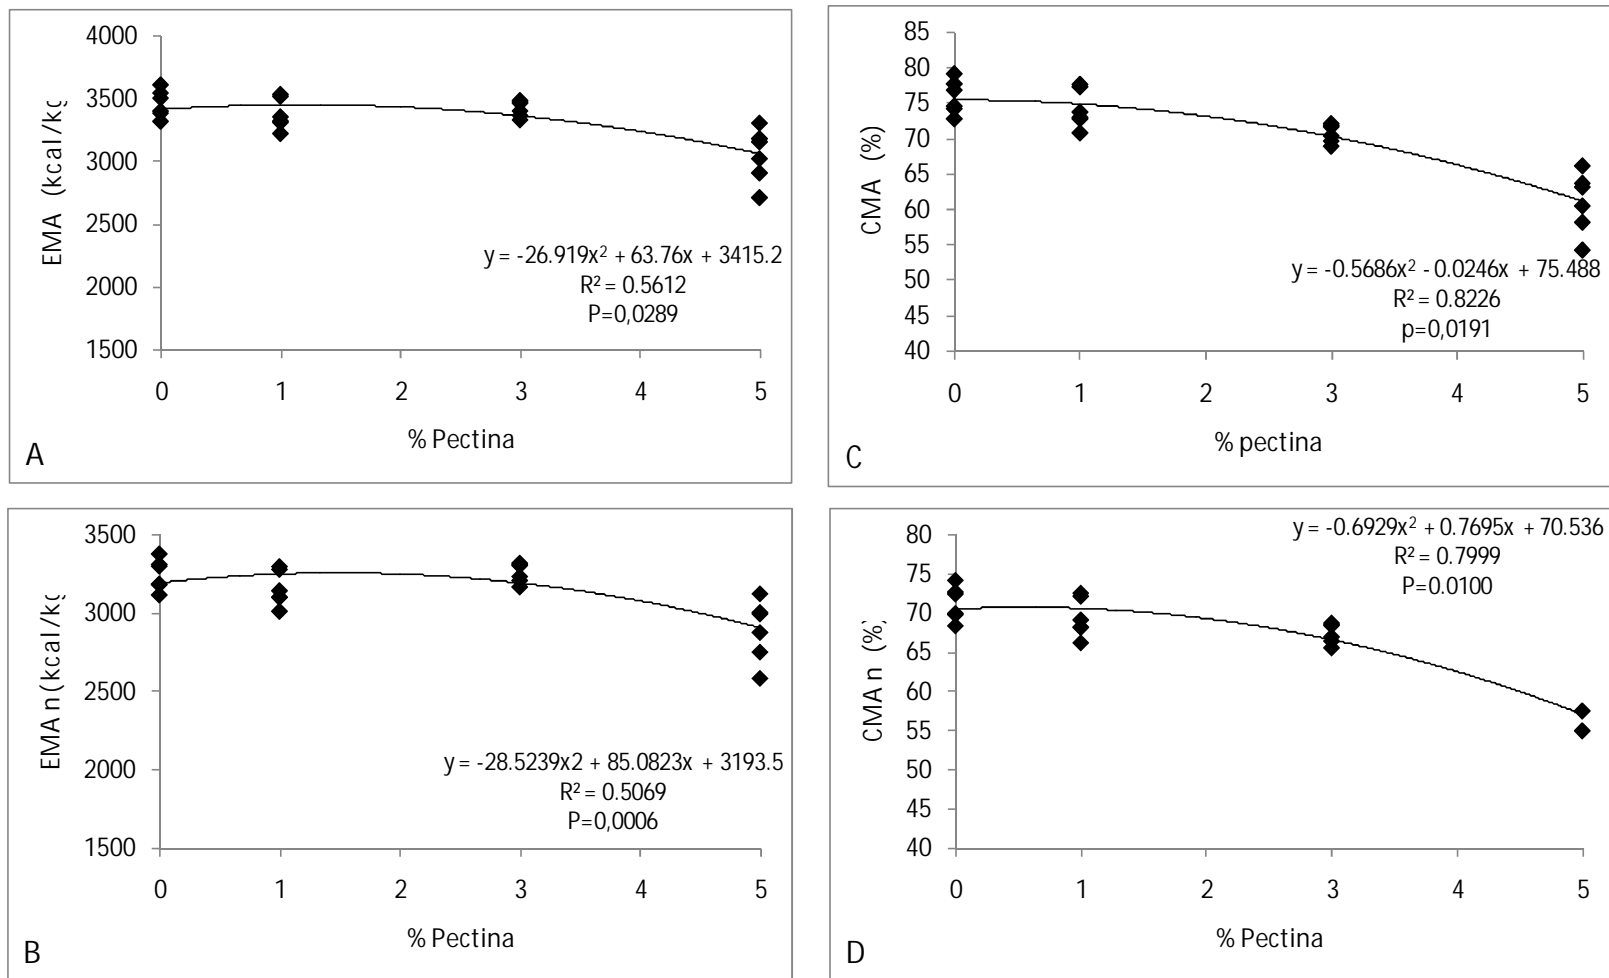 4000
3500
3000
2500
2000
1500
EMA (kcal/kg
y = -26.919x² + 63.76x + 3415.2
R² = 0.5612
P=0,0289
0 1 2 3 4 5
% Pectina
A
85
80
75
70
65
60
55
50
45
40
CMA (%)
y = -0.5686x² - 0.0246x + 75.488
R² = 0.8226
p=0,0191
0 1 2 3 4 5
% pectina
C
3500
3000
2500
2000
1500
EMA n(kcal/kg
y = -28.5239x2 + 85.0823x + 3193.5
R² = 0.5069
P=0,0006
0 1 2 3 4 5
% Pectina
B
80
75
70
65
60
55
50
45
40
CMA n (%)
y = -0.6929x² + 0.7695x + 70.536
R² = 0.7999
P=0.0100
0 1 2 3 4 5
% Pectina
D